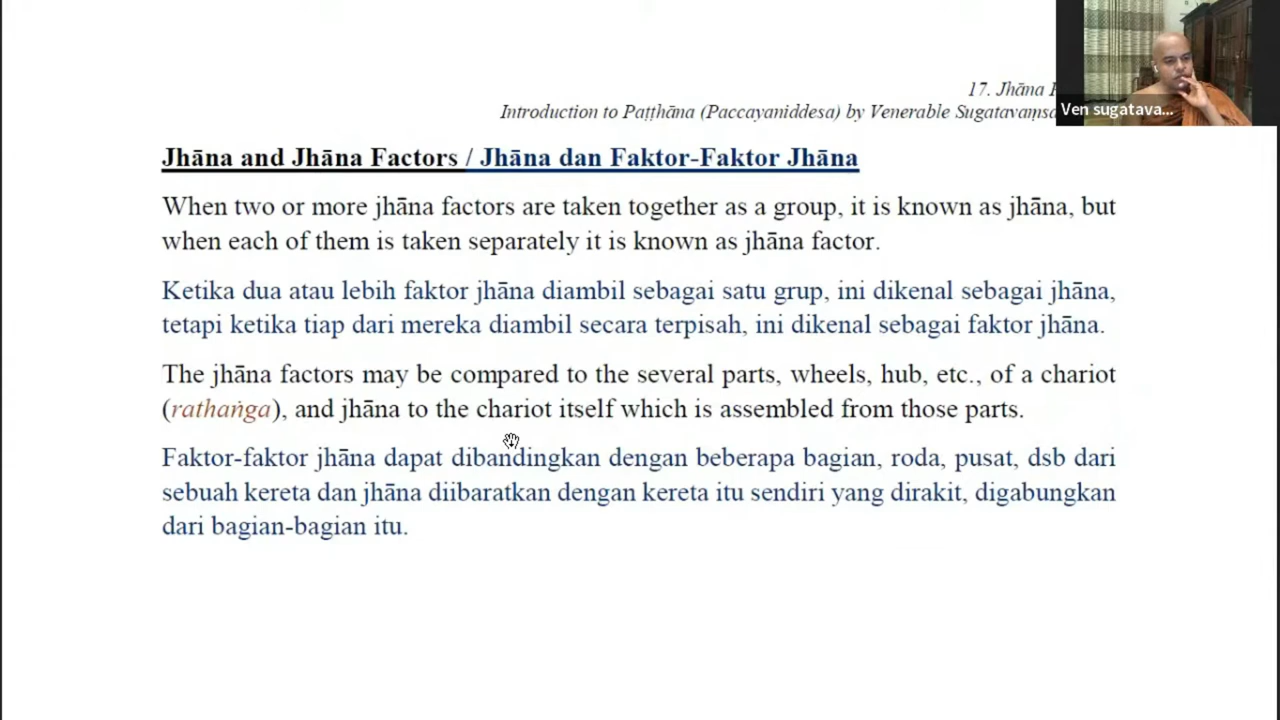 17. Jhāna
Introduction to Paṭṭhāna (Paccayaniddesa) by Venerable
Ven sugatava...
Jhāna and Jhāna Factors / Jhāna dan Faktor-Faktor Jhāna
When two or more jhāna factors are taken together as a group, it is known as jhāna, but
when each of them is taken separately it is known as jhāna factor.
Ketika dua atau lebih faktor jhāna diambil sebagai satu grup, ini dikenal sebagai jhāna,
tetapi ketika tiap dari mereka diambil secara terpisah, ini dikenal sebagai faktor jhāna.
The jhāna factors may be compared to the several parts, wheels, hub, etc., of a chariot
(rathaṅga), and jhāna to the chariot itself which is assembled from those parts.
Faktor-faktor jhāna dapat dibandingkan dengan beberapa bagian, roda, pusat, dsb dari
sebuah kereta dan jhāna diibaratkan dengan kereta itu sendiri yang dirakit, digabungkan
dari bagian-bagian itu.